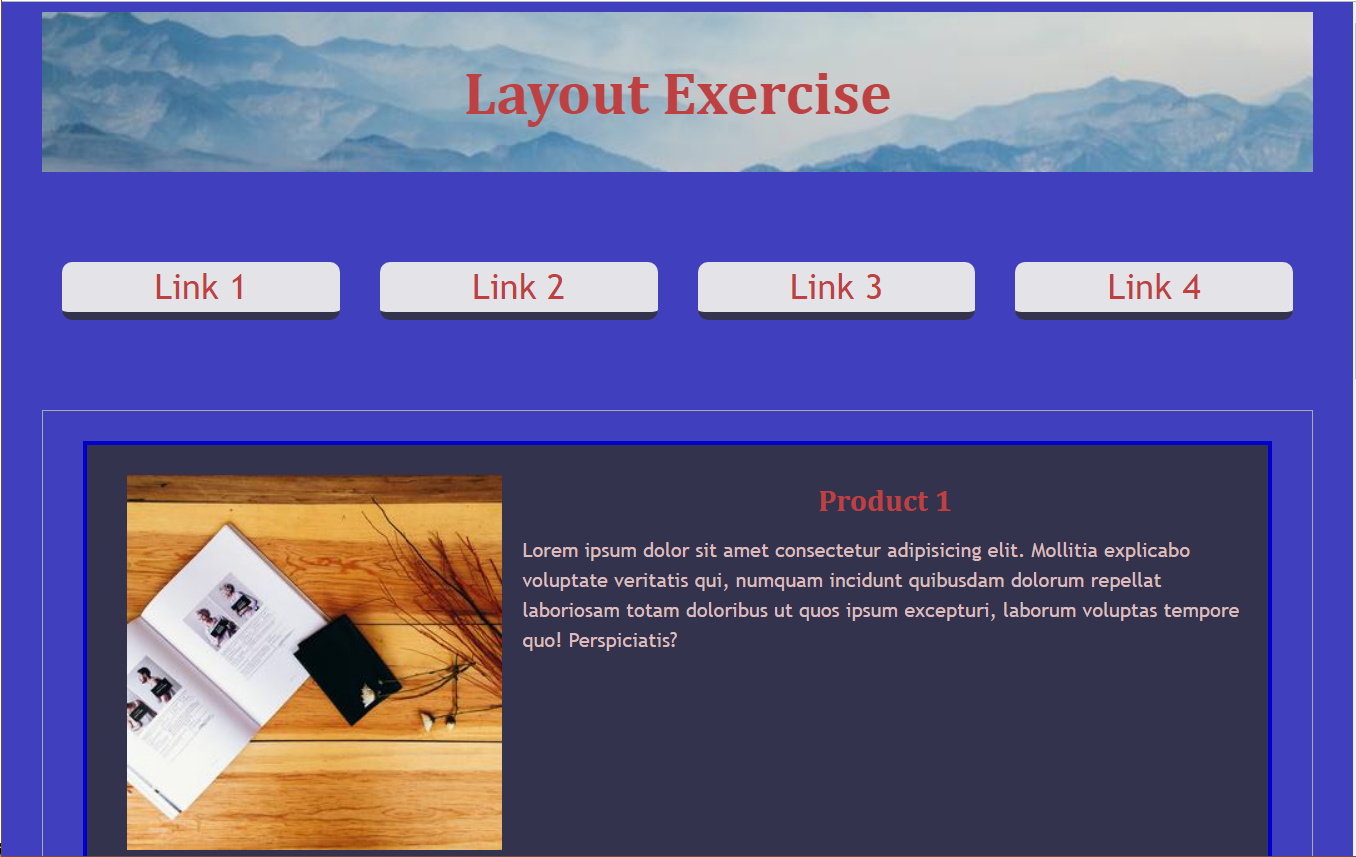 Layout Exercise
Link 1
Link 2
Link 3
Link 4
Product 1
Lorem ipsum dolor sit amet consectetur adipisicing elit. Mollitia explicabo
voluptate veritatis qui, numquam incidunt quibusdam dolorum repellat
laboriosam totam doloribus ut quos ipsum excepturi, laborum voluptas tempore
quo! Perspiciatis?